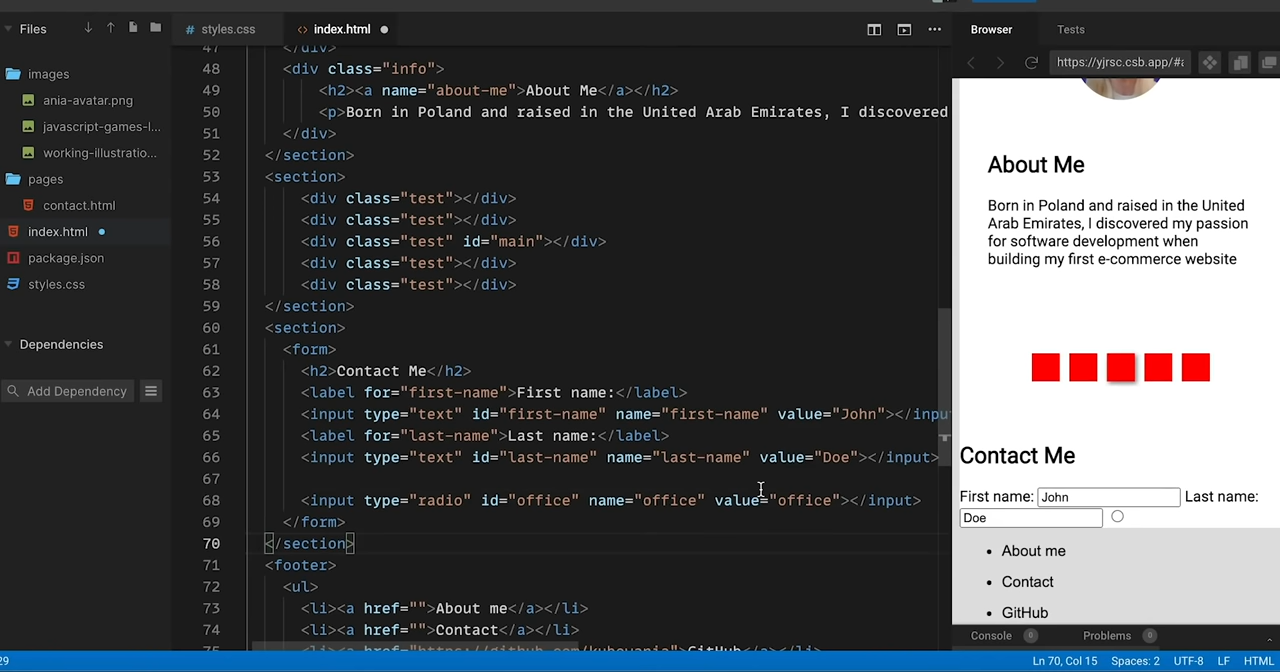 Files
images
ania-avatar.png
javascript-games-l...
working-illustratio...
pages
contact.html
index.html
package.json
styles.css
Dependencies
Add Dependency
# styles.css
<> index.html
47 </div>
48 <div class="info">
49 <h2><a name="about-me">About Me</a></h2>
50 <p>Born in Poland and raised in the United Arab Emirates, I discovered
51 </div>
52 </section>
53 <section>
54 <div class="test"></div>
55 <div class="test"></div>
56 <div class="test" id="main"></div>
57 <div class="test"></div>
58 <div class="test"></div>
59 </section>
60 <section>
61 <form>
62 <h2>Contact Me</h2>
63 <label for="first-name">First name:</label>
64 <input type="text" id="first-name" name="first-name" value="John"></inpu
65 <label for="last-name">Last name:</label>
66 <input type="text" id="last-name" name="last-name" value="Doe"></input>
67
68 <input type="radio" id="office" name="office" value="office"></input>
69 </form>
70 </section>
71 <footer>
72 <ul>
73 <li><a href="">About me</a></li>
74 <li><a href="">Contact</a></li>
Browser
Tests
https://yjrsc.csb.app/#a
About Me
Born in Poland and raised in the United
Arab Emirates, I discovered my passion
for software development when
building my first e-commerce website
Contact Me
First name: John Last name:
Doe
• About me
• Contact
• GitHub
Console 0
Problems 0
29
Ln 70, Col 15
Spaces: 2
UTF-8
LF
HTML